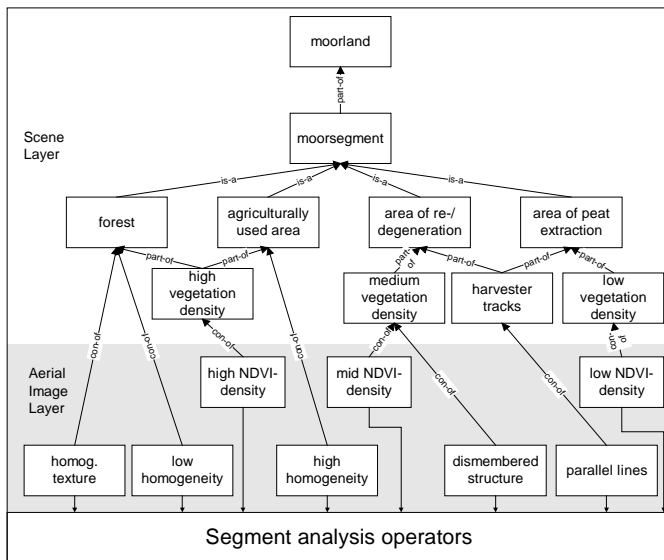 moorland
part-of
moorsegment
Scene
Layer
is-a
is-a
is-a
is-a
forest
agriculturally
used area
area of re-/
degeneration
area of peat
extraction
part-of
part-of
part-of
part-of
part-of
part-of
high
vegetation
density
medium
vegetation
density
harvester
tracks
low
vegetation
density
con-of
con-of
con-of
con-of
con-of
con-of
con-of
con-of
Aerial
Image
Layer
high NDVI-
density
mid NDVI-
density
low NDVI-
density
homog.
texture
low
homogeneity
high
homogeneity
dismembered
structure
parallel lines
Segment analysis operators